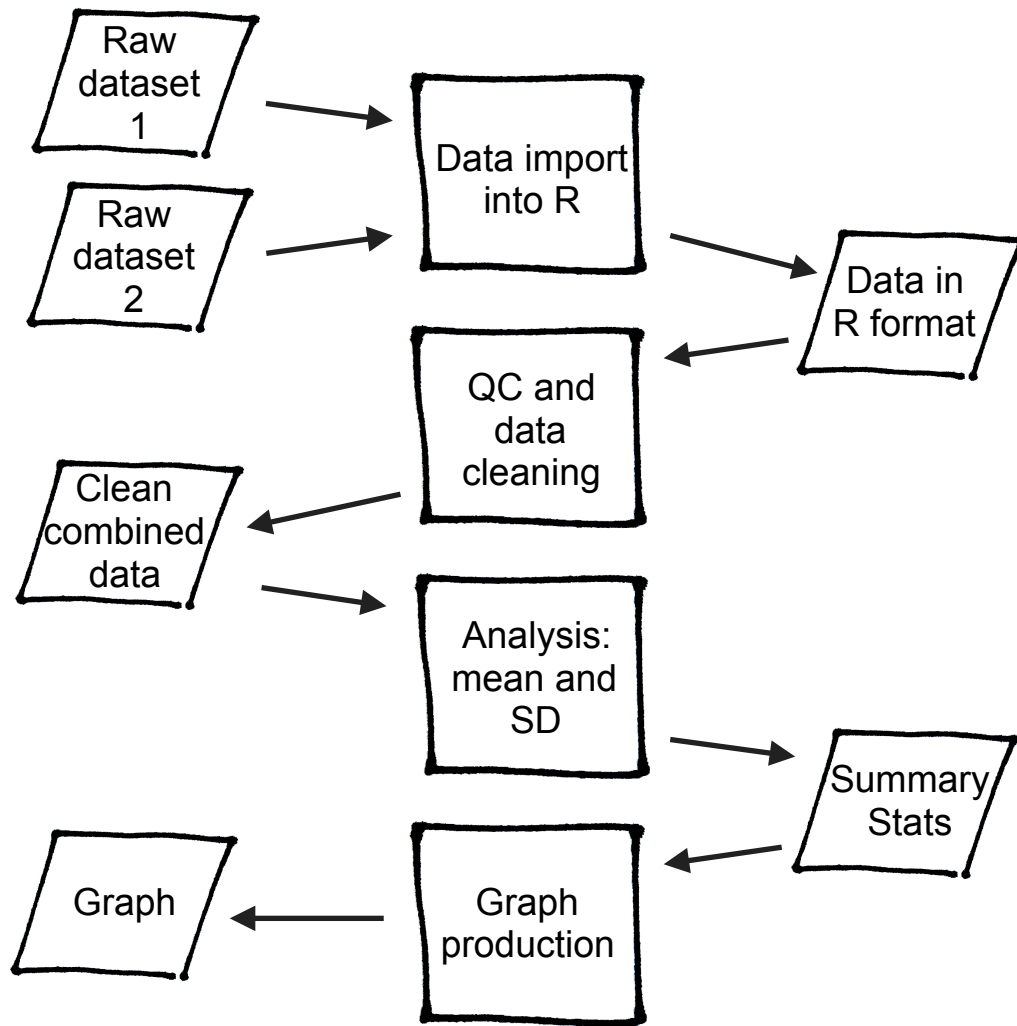 Raw
dataset
1
Data import
into R
Raw
dataset
2
Data in
R format
QC and
data
cleaning
Clean
combined
data
Analysis:
mean and
SD
Summary
Stats
Graph
production
Graph